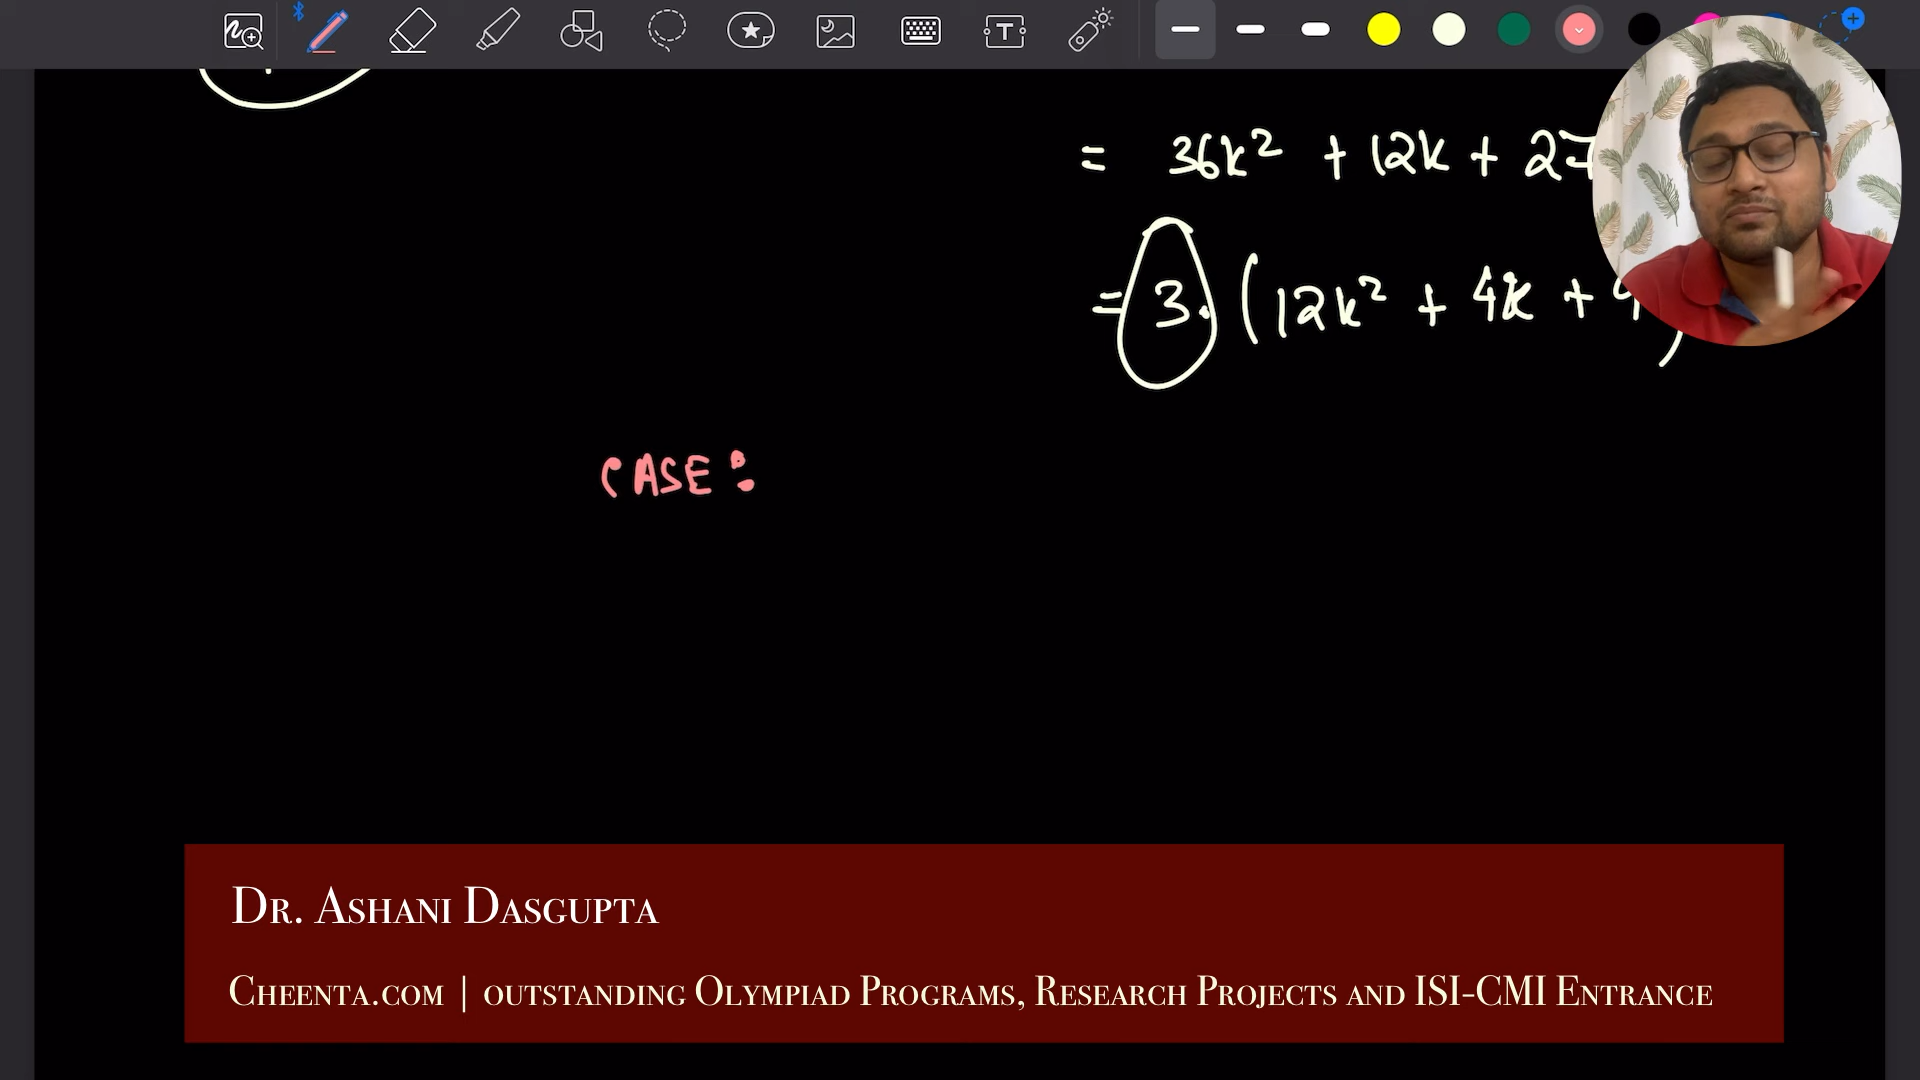 = 36k² + 12k + 27
= 3. (12k² + 4k + 9)
CASE :
DR. ASHANI DASGUPTA
CHEENTA.COM | OUTSTANDING OLYMPIAD PROGRAMS, RESEARCH PROJECTS AND ISI-CMI ENTRANCE